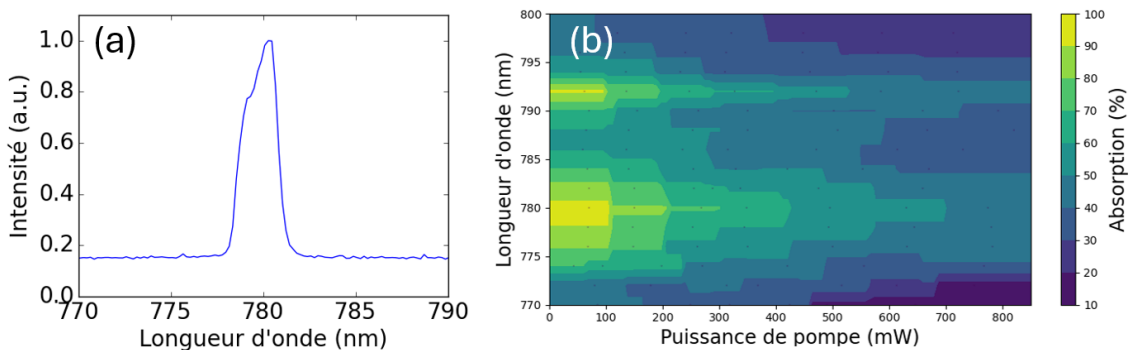 (a)
Intensité (a.u.)
1.0
0.8
0.6
0.4
0.2
0.0
770 775 780 785 790
Longueur d'onde (nm)
(b)
Longueur d'onde (nm)
800
795
790
785
780
775
770
0 100 200 300 400 500 600 700 800
Puissance de pompe (mW)
100
90
80
70
60
50
40
30
20
10
Absorption (%)